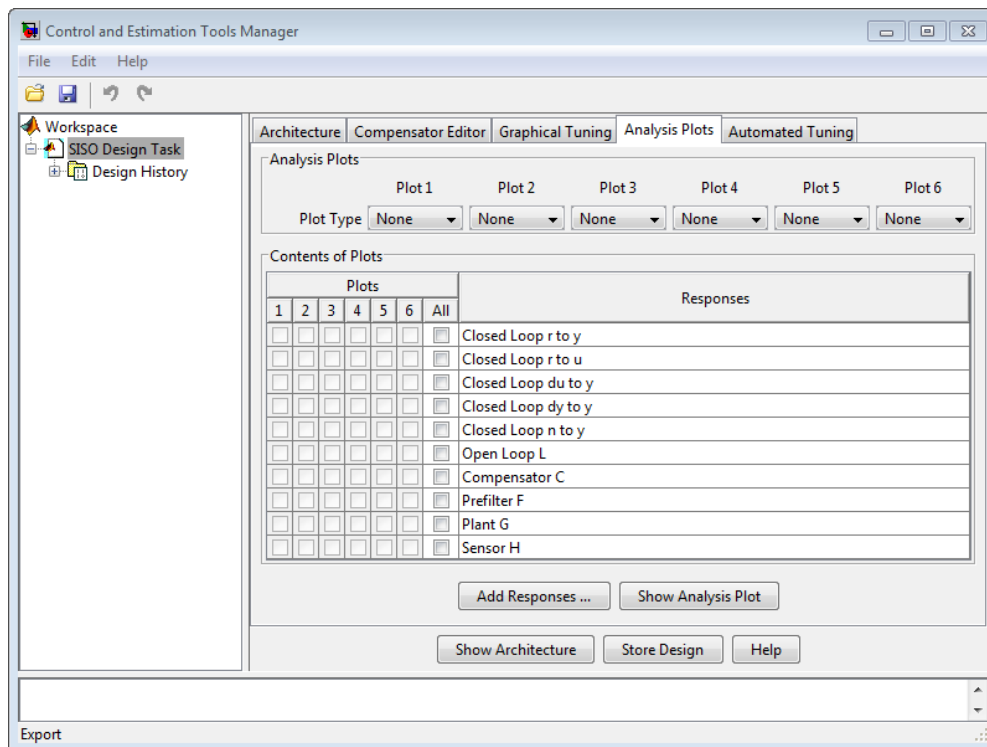 Control and Estimation Tools Manager
File Edit Help
Workspace
SISO Design Task
Design History
Architecture Compensator Editor Graphical Tuning Analysis Plots Automated Tuning
Analysis Plots
Plot 1 Plot 2 Plot 3 Plot 4 Plot 5 Plot 6
Plot Type None None None None None None
Contents of Plots
Plots
Responses
1 2 3 4 5 6 All
Closed Loop r to y
Closed Loop r to u
Closed Loop du to y
Closed Loop dy to y
Closed Loop n to y
Open Loop L
Compensator C
Prefilter F
Plant G
Sensor H
Add Responses ... Show Analysis Plot
Show Architecture Store Design Help
Export